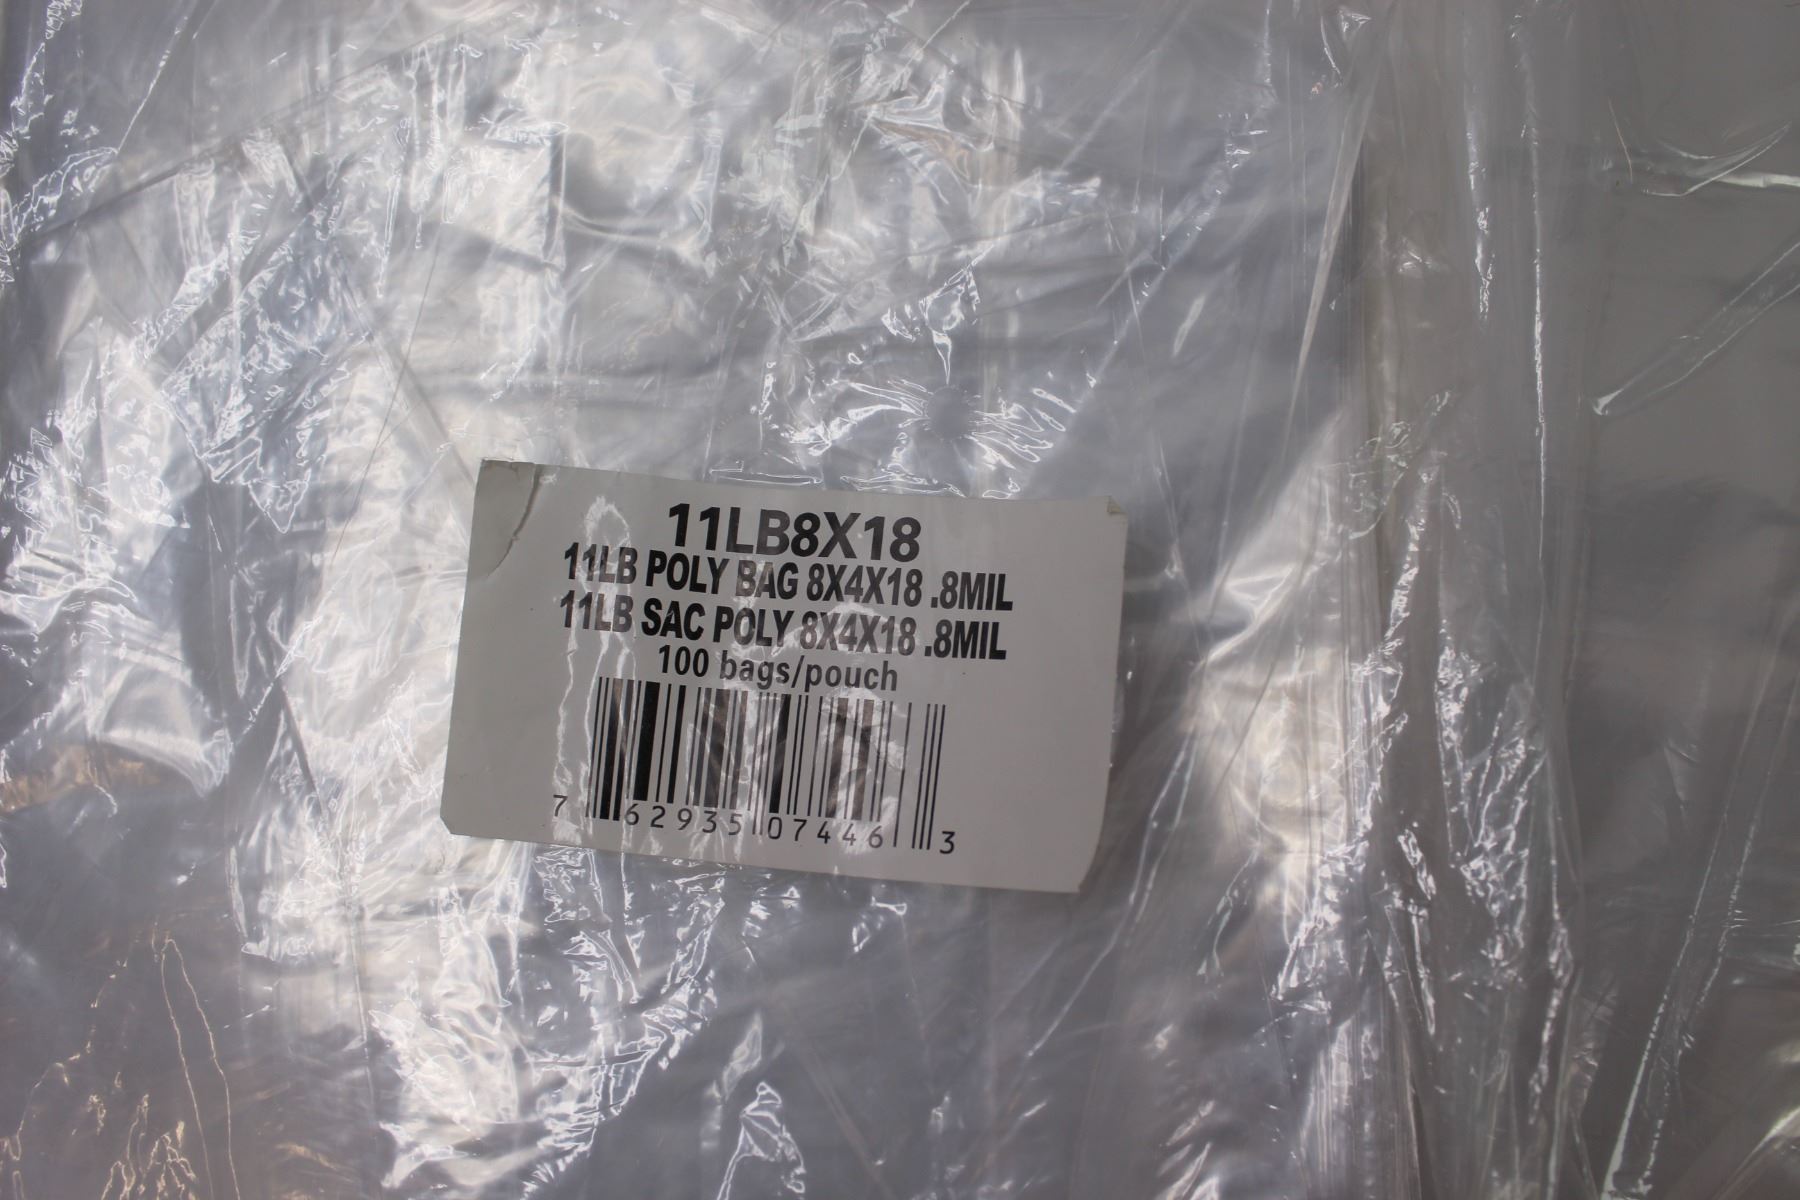 11LB8X18
11LB POLY BAG 8X4X18 .8MIL
11LB SAC POLY 8X4X18 .8MIL
100 bags/pouch
7 62935 07446 3